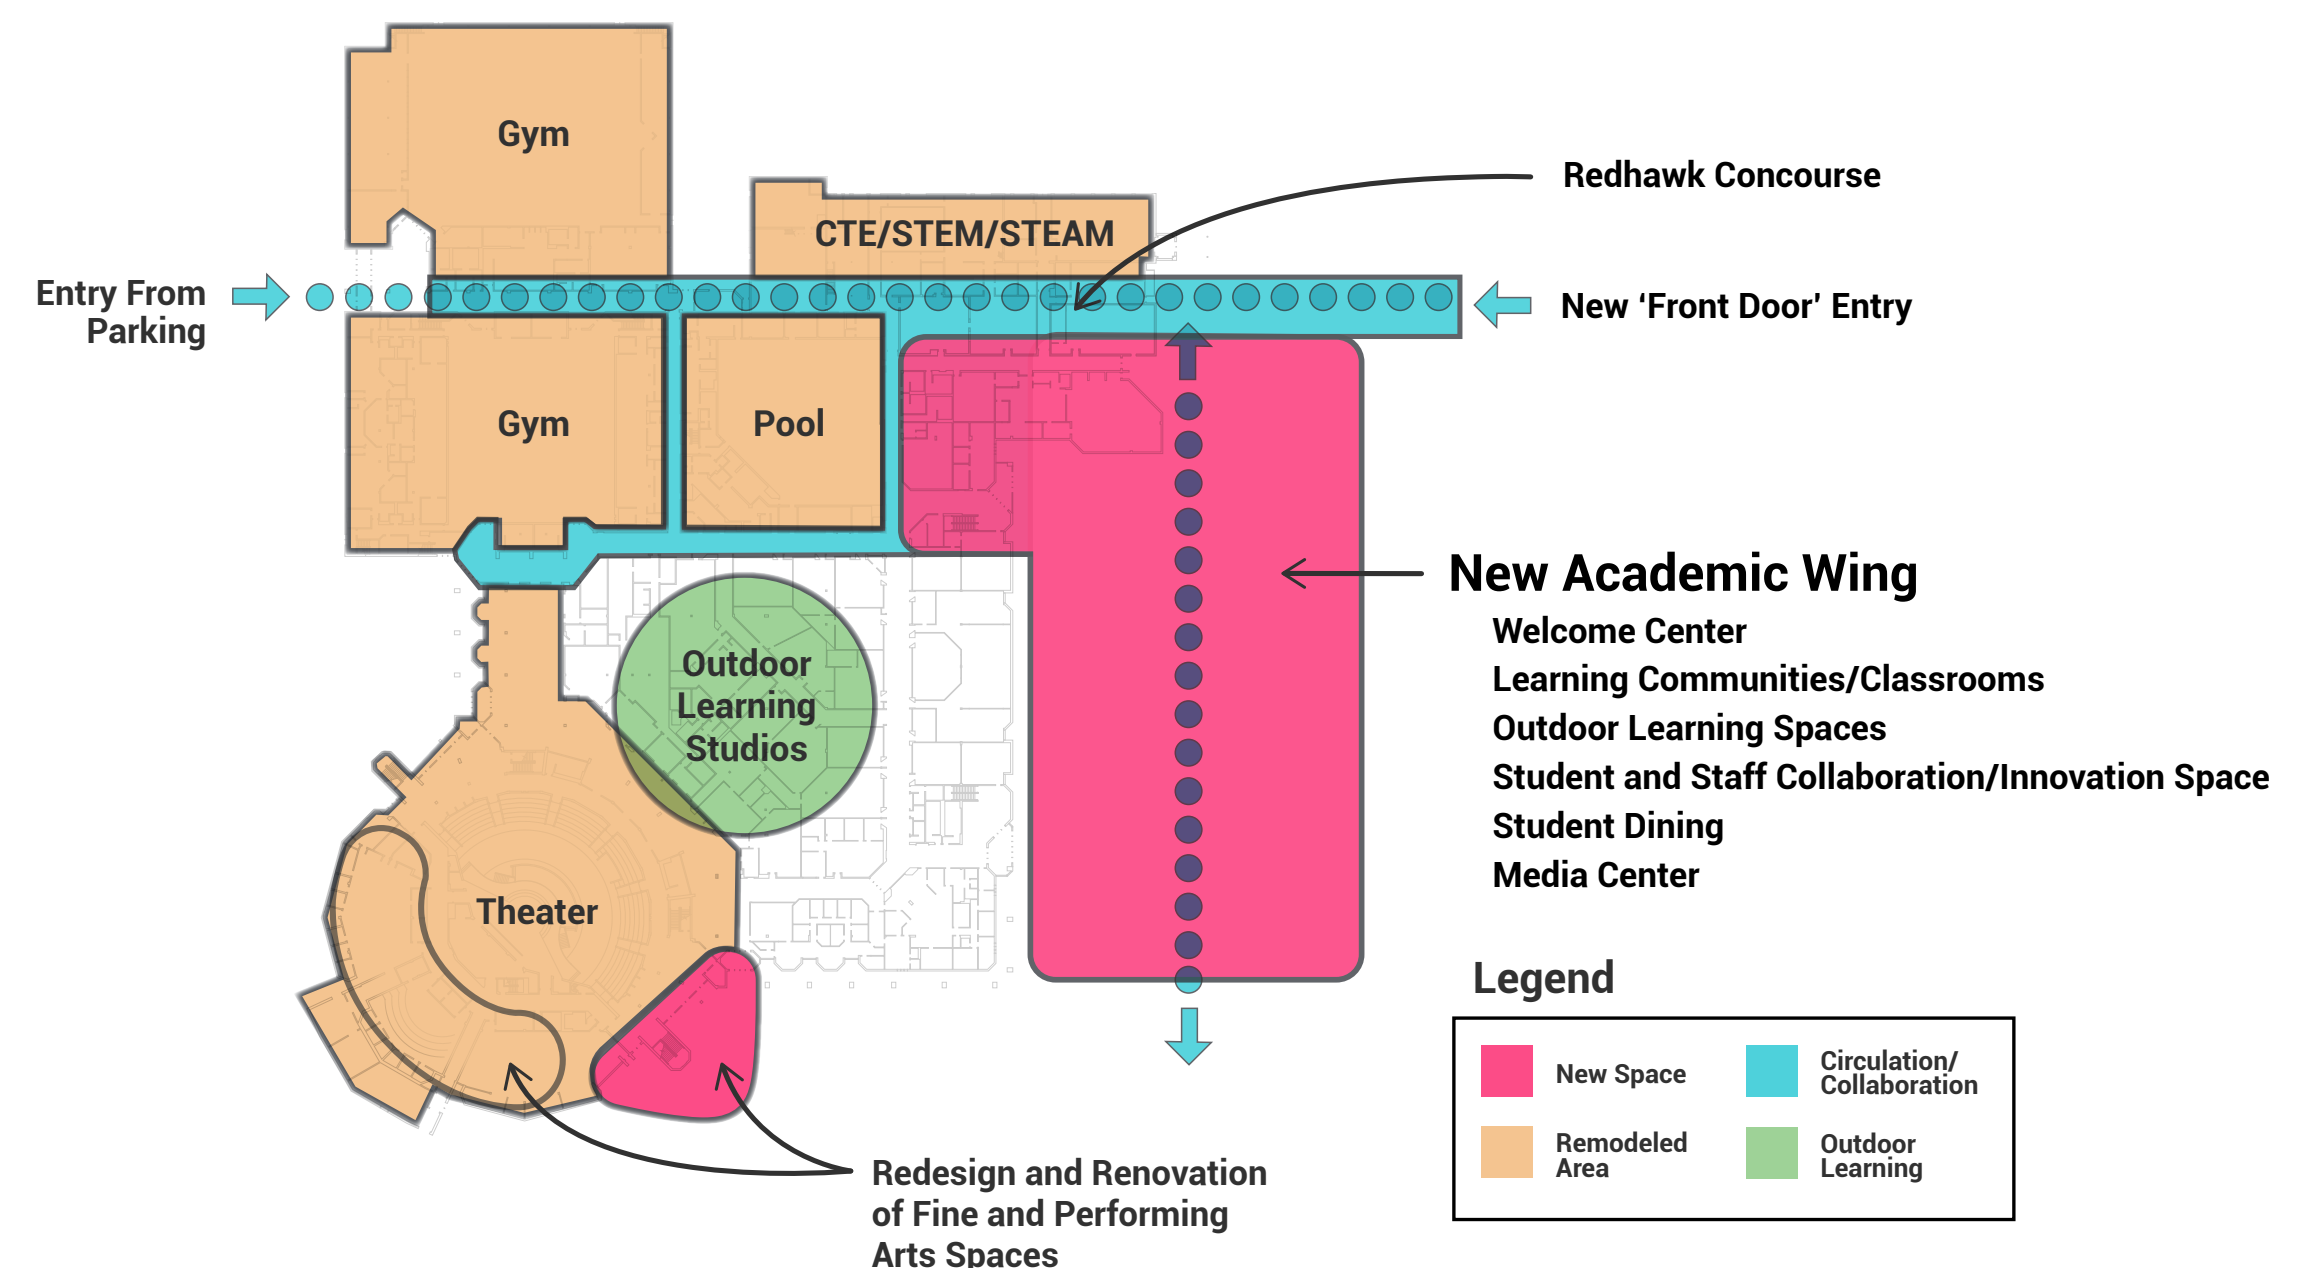 Gym
Redhawk Concourse
CTE/STEM/STEAM
Entry From
Parking
New ‘Front Door’ Entry
Gym
Pool
New Academic Wing
Welcome Center
Learning Communities/Classrooms
Outdoor Learning Spaces
Student and Staff Collaboration/Innovation Space
Student Dining
Media Center
Outdoor
Learning
Studios
Theater
Legend
New Space
Circulation/
Collaboration
Remodeled
Area
Outdoor
Learning
Redesign and Renovation
of Fine and Performing
Arts Spaces